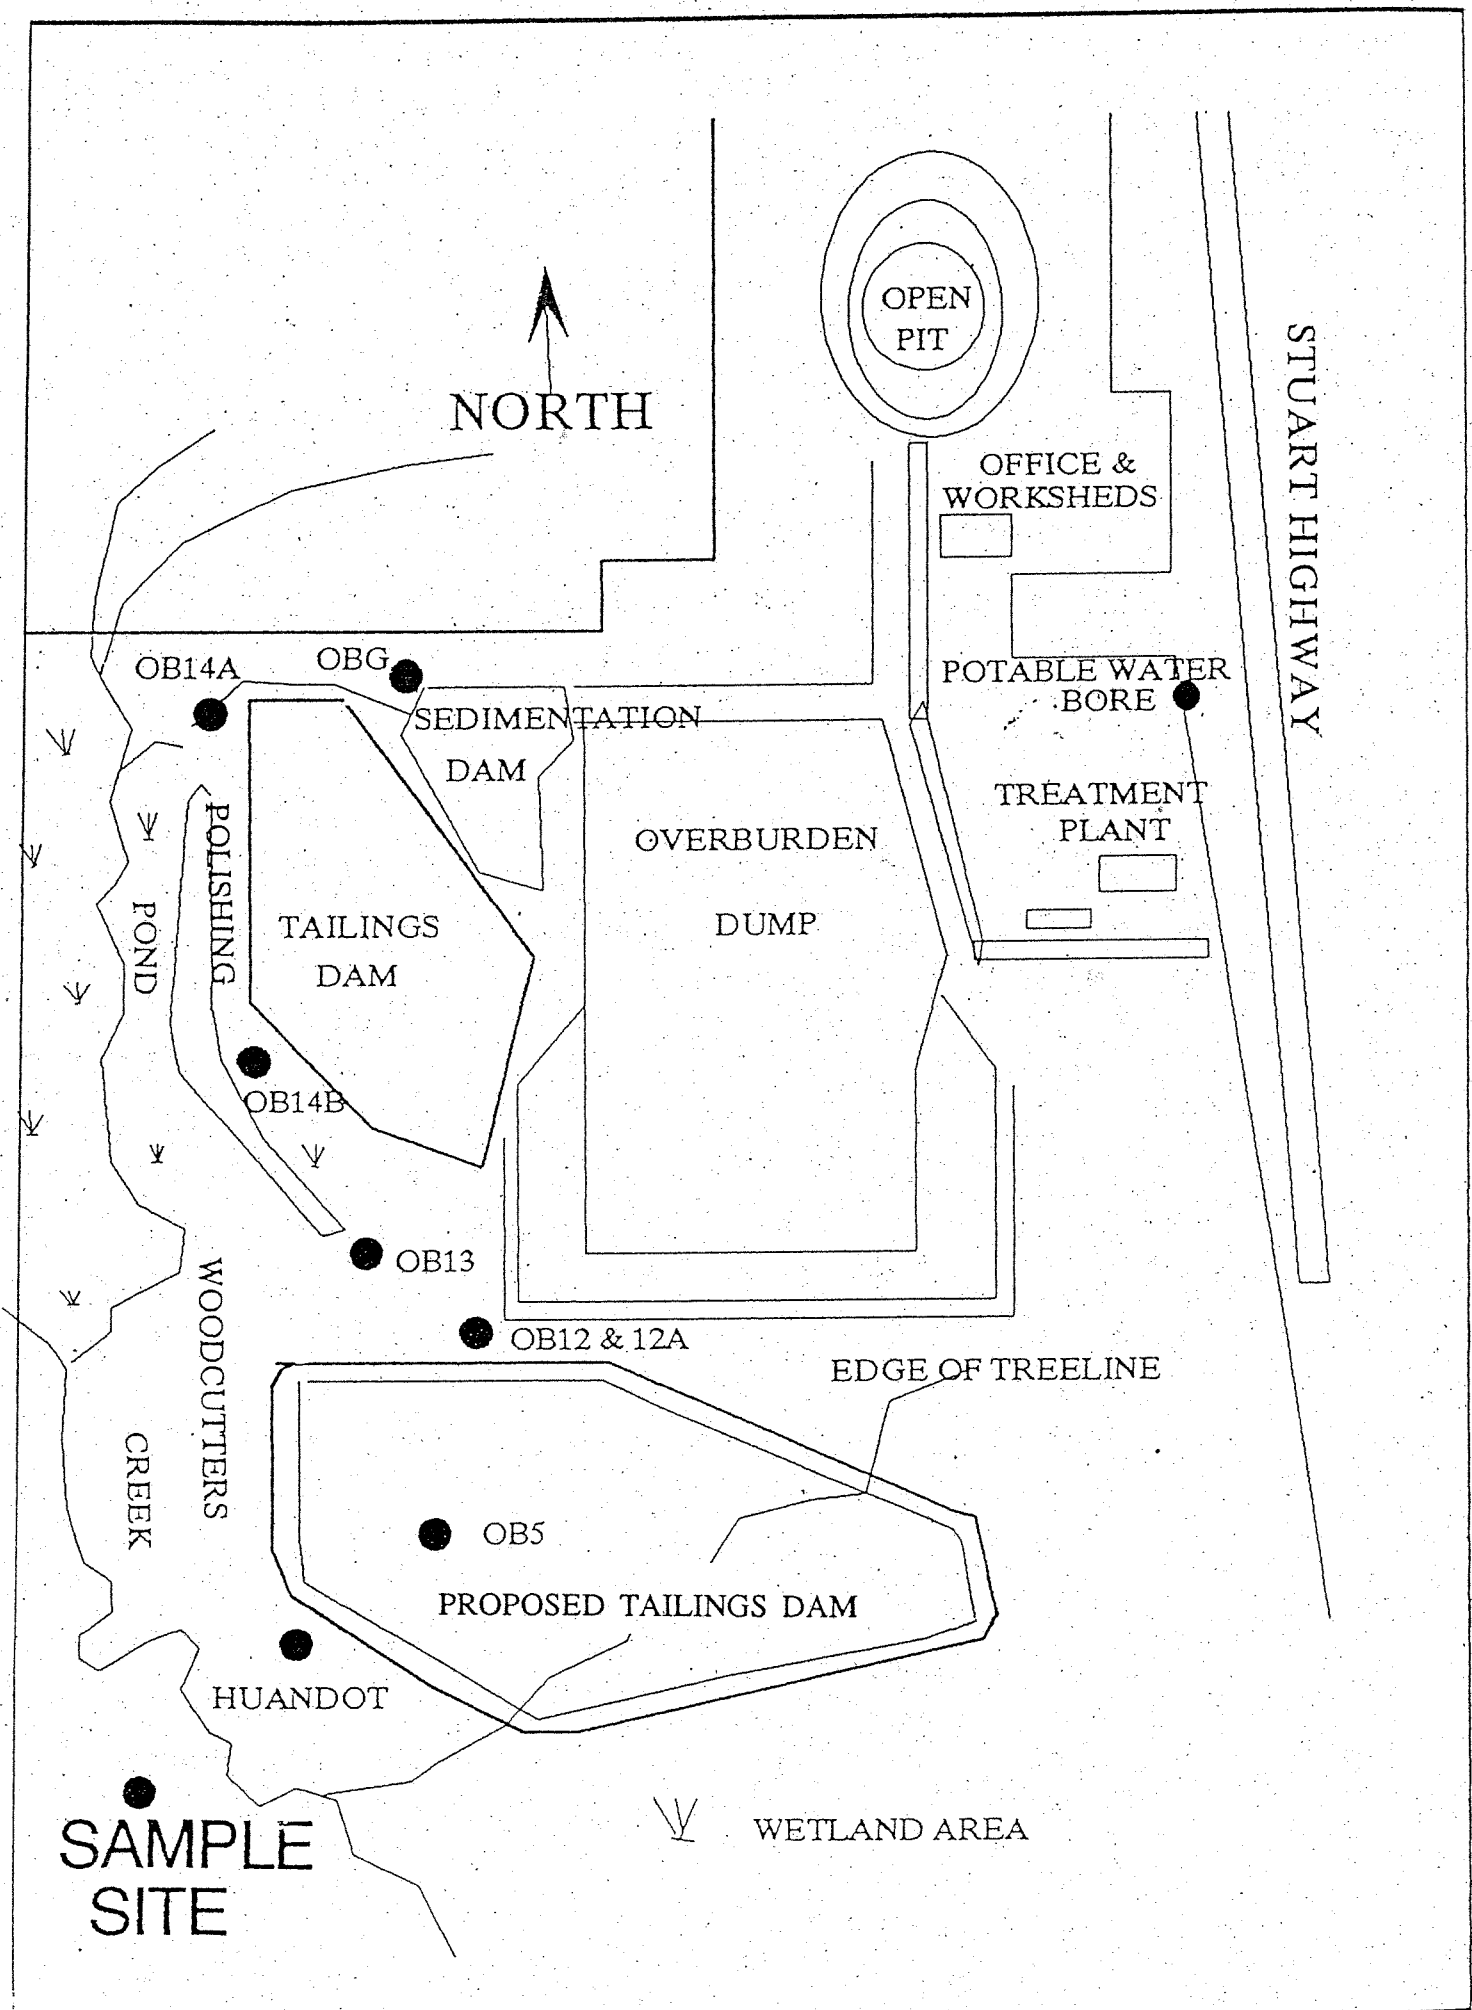 OPEN
PIT
NORTH
STUART HIGHWAY
OFFICE &
WORKSHEDS
OB14A
OBG
POTABLE WATER
BORE
SEDIMENTATION
DAM
TREATMENT
PLANT
OVERBURDEN
DUMP
POLISHING
POND
TAILINGS
DAM
OB14B
OB13
WOODCUTTERS
CREEK
OB12 & 12A
EDGE OF TREELINE
OB5
PROPOSED TAILINGS DAM
HUANDOT
SAMPLE
SITE
WETLAND AREA